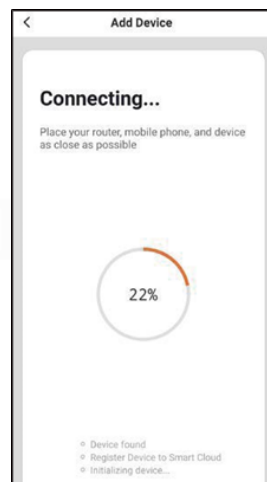 Add Device
Connecting...
Place your router, mobile phone, and device
as close as possible
22%
Device found
Register Device to Smart Cloud
Initializing device...